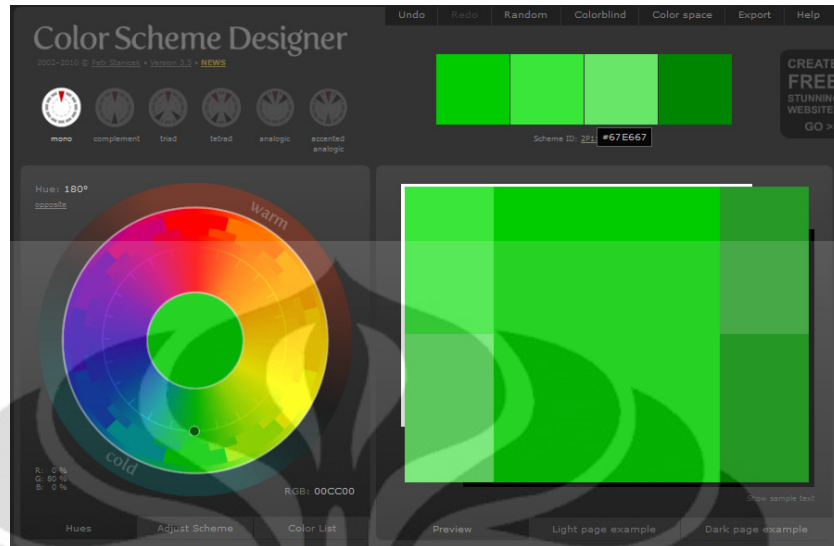 Undo Redo Random Colorblind Color space Export Help
Color Scheme Designer
2002-2010 © Petr Stanicek • Version 3.5 • NEWS
CREATE
FREE
STUNNING
WEBSITE
GO >
mono complement triad tetrad analogic accented
analogic
Scheme ID: 2P1
#67E667
Hue: 180°
opposite
warm
cold
R: 0 %
G: 80 %
B: 0 %
RGB: 00CC00
Show sample text
Hues Adjust Scheme Color List Preview Light page example Dark page example